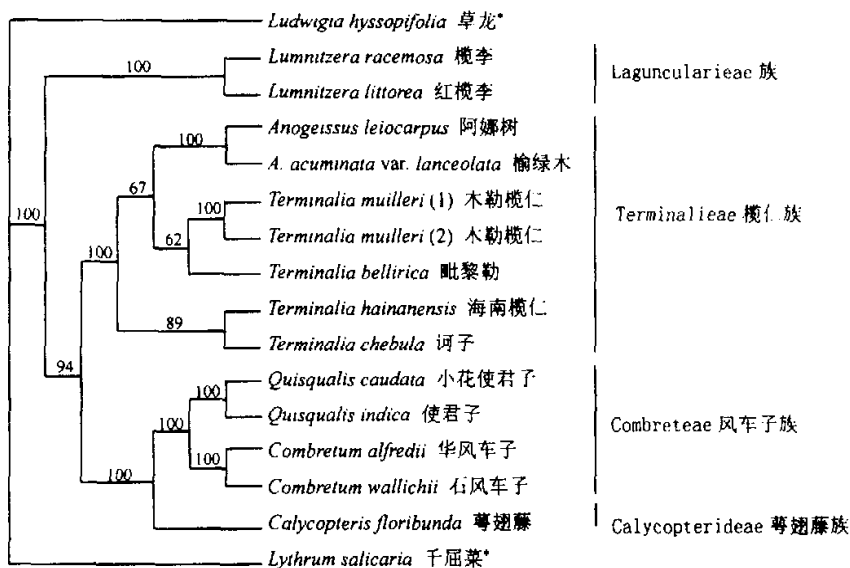 Ludwigia hyssopifolia 草龙*
Lumnitzera racemosa 榄李
Lumnitzera littorea 红榄李
Laguncularieae 族
Anogeissus leiocarpus 阿娜树
A. acuminata var. lanceolata 榆绿木
Terminalia muilleri (1) 木勒榄仁
Terminalia muilleri (2) 木勒榄仁
Terminalia bellirica 毗黎勒
Terminalia hainanensis 海南榄仁
Terminalia chebula 诃子
Terminalieae 榄仁族
Quisqualis caudata 小花使君子
Quisqualis indica 使君子
Combretum alfredii 华风车子
Combretum wallichii 石风车子
Combreteae 风车子族
Calycopteris floribunda 萼翅藤
Calycopterideae 萼翅藤族
Lythrum salicaria 千屈菜*
100
100
100
67
100
62
100
89
94
100
100
100
100
100